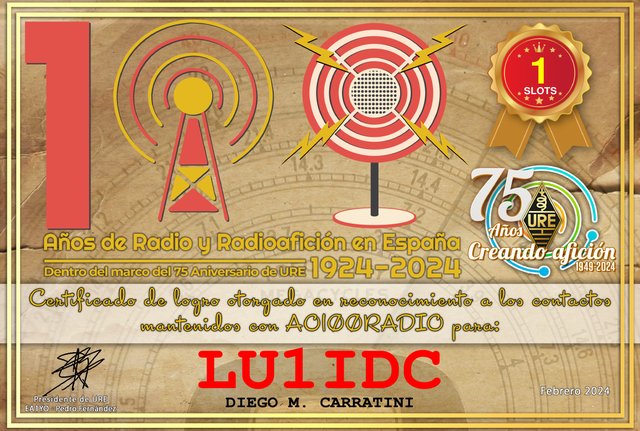 1
1
SLOTS
75
Años
URE
Creando afición
1949-2024
Años de Radio y Radioafición en España
Dentro del marco del 75 Aniversario de URE 1924-2024
Certificado de logro otorgado en reconocimiento a los contactos
mantenidos con AO100RADIO para:
LU1IDC
DIEGO M. CARRATINI
Presidente de URE
EA1YO - Pedro Fernández
Febrero 2024